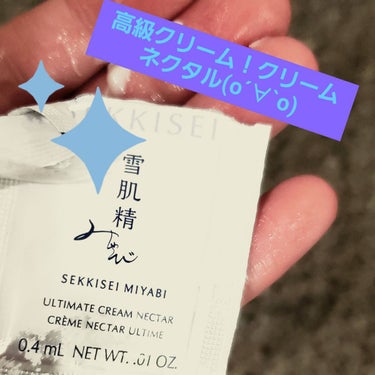 高級クリーム！クリーム
ネクタル(o´∀`o)
SEKKISEI
雪肌精
みやび
SEKKISEI MIYABI
ULTIMATE CREAM NECTAR
CRÈME NECTAR ULTIME
0.4 mL NET WT. .01 OZ.